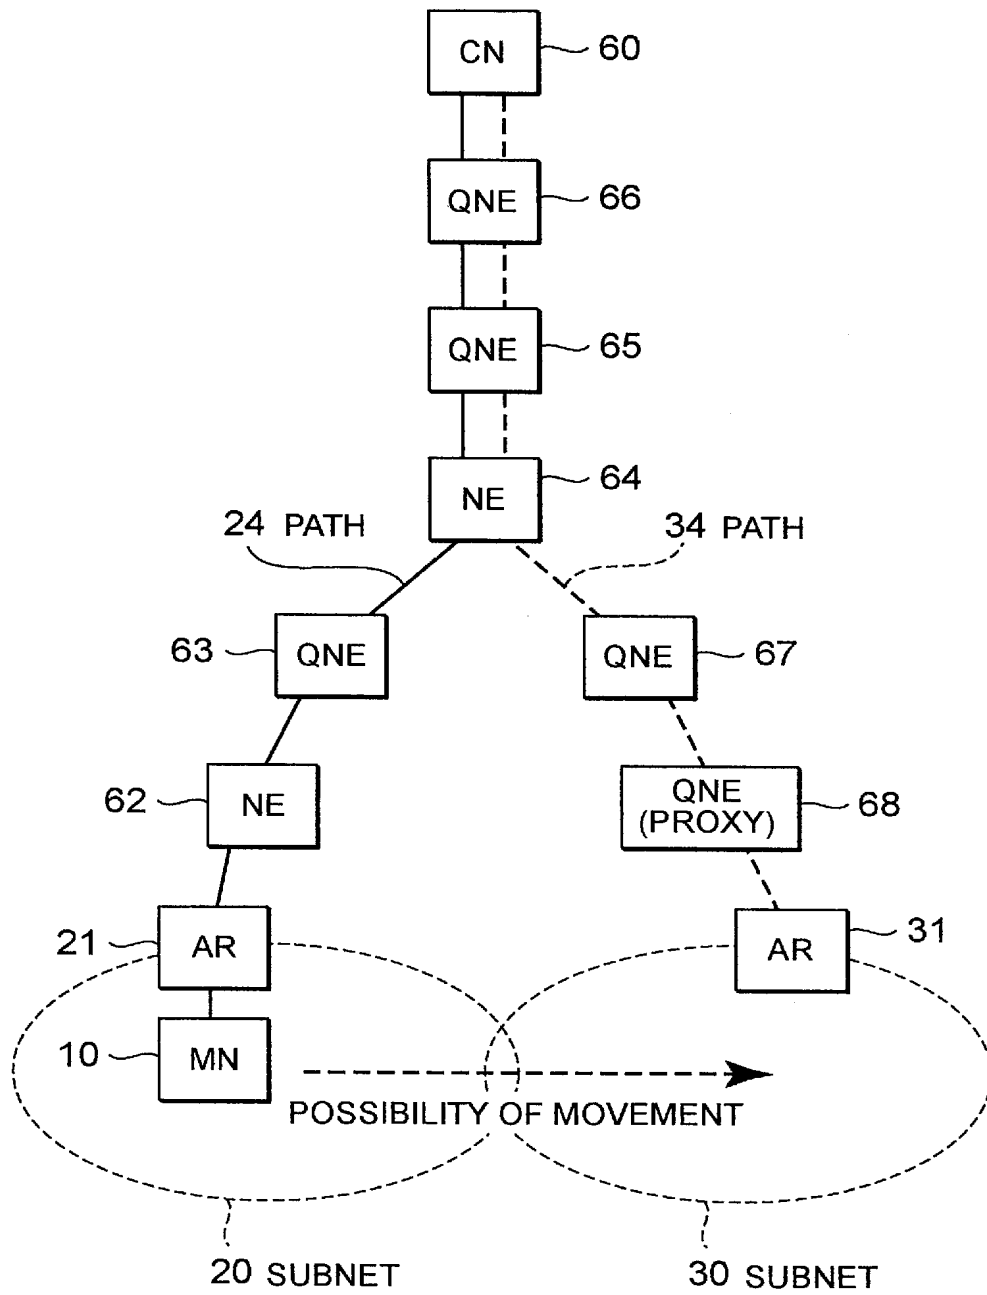 CN 60
QNE 66
QNE 65
NE 64
24 PATH 34 PATH
63 QNE QNE 67
62 NE QNE (PROXY) 68
21 AR AR 31
10 MN
POSSIBILITY OF MOVEMENT
20 SUBNET 30 SUBNET